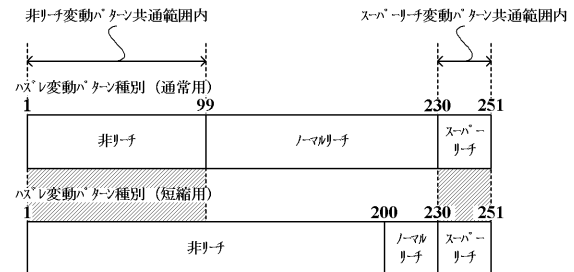 非ﾘｰﾁ変動ﾊﾟﾀｰﾝ共通範囲内 ｽｰﾊﾟｰﾘｰﾁ変動ﾊﾟﾀｰﾝ共通範囲内
ﾊｽﾞﾚ変動ﾊﾟﾀｰﾝ種別（通常用）
1 99 230 251
非ﾘｰﾁ ﾉｰﾏﾙﾘｰﾁ ｽｰﾊﾟｰ
ﾘｰﾁ
ﾊｽﾞﾚ変動ﾊﾟﾀｰﾝ種別（短縮用）
1 200 230 251
非ﾘｰﾁ ﾉｰﾏﾙ ｽｰﾊﾟｰ
ﾘｰﾁ ﾘｰﾁ